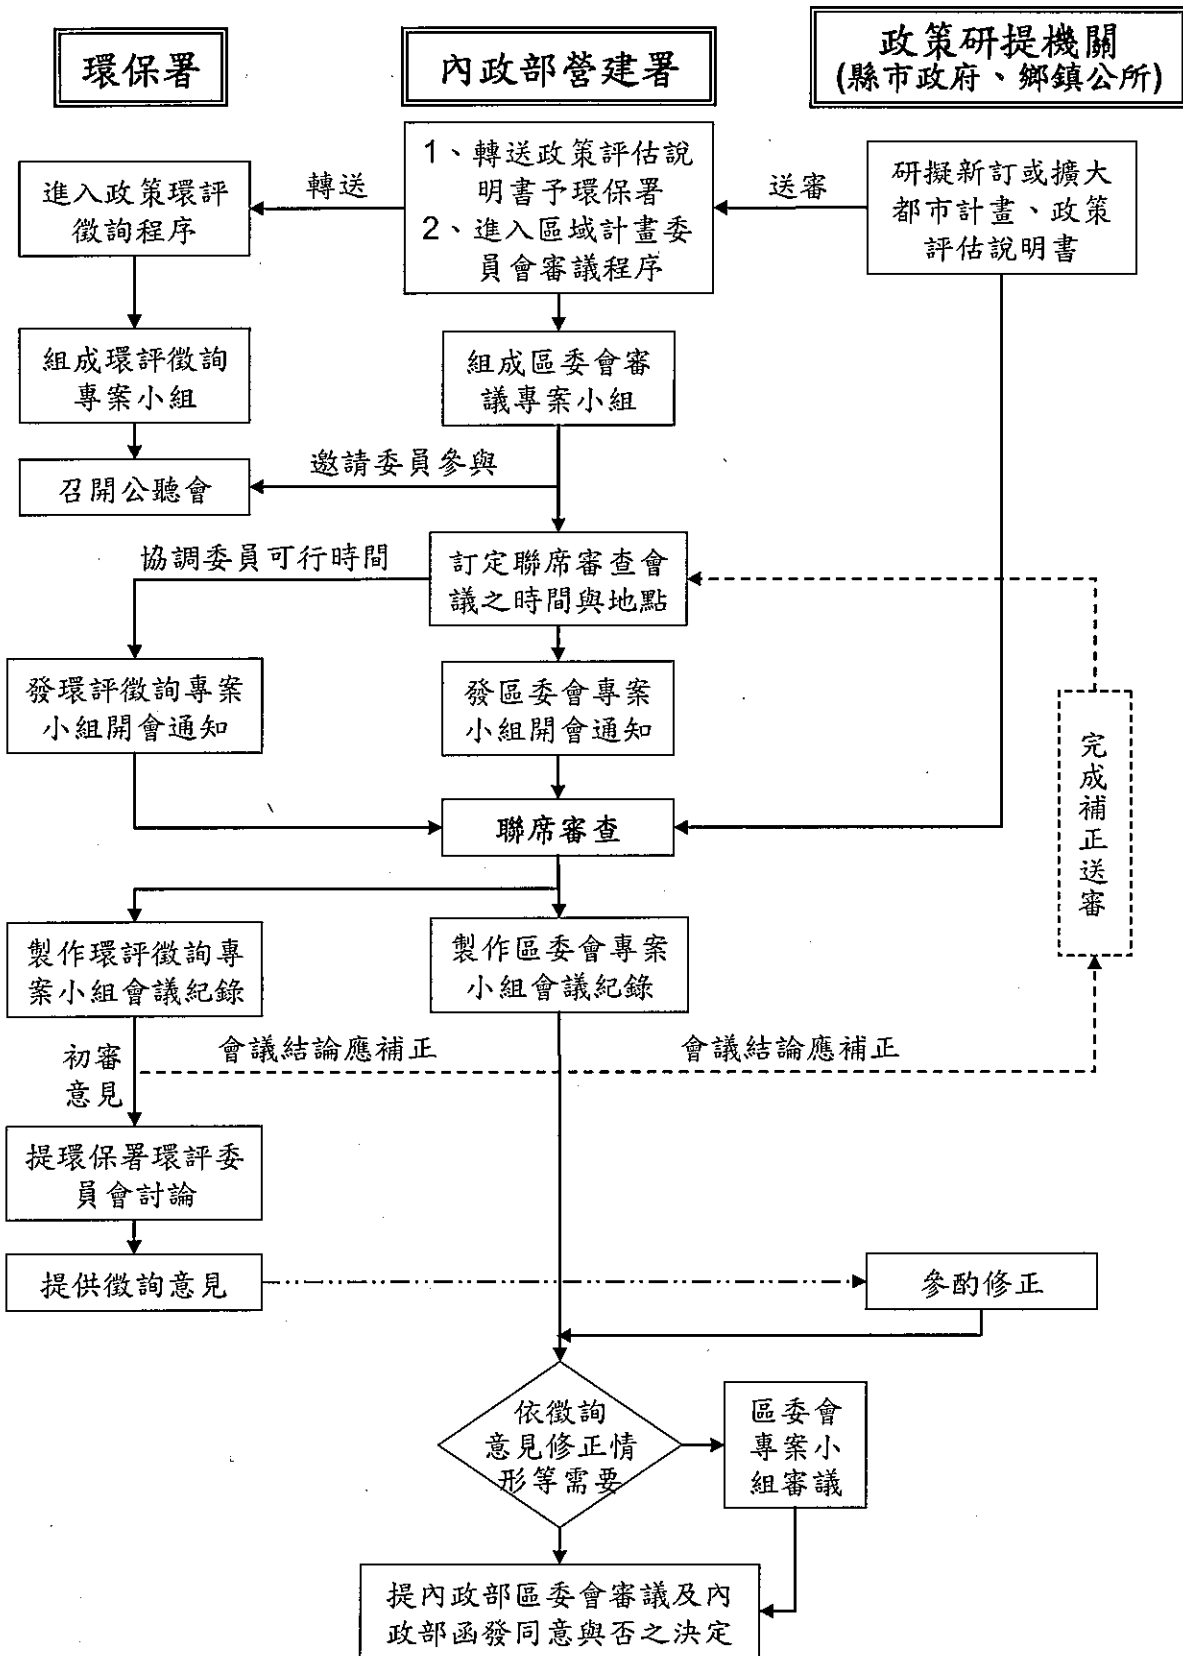 環保署
內政部營建署
政策研提機關
(縣市政府、鄉鎮公所)
進入政策環評
徵詢程序
轉送
1、轉送政策評估說
明書予環保署
2、進入區域計畫委
員會審議程序
送審
研擬新訂或擴大
都市計畫、政策
評估說明書
組成環評徵詢
專案小組
組成區委會審
議專案小組
召開公聽會
邀請委員參與
協調委員可行時間
訂定聯席審查會
議之時間與地點
發環評徵詢專案
小組開會通知
發區委會專案
小組開會通知
完成補正送審
聯席審查
製作環評徵詢專
案小組會議紀錄
製作區委會專案
小組會議紀錄
初審
意見
會議結論應補正
會議結論應補正
提環保署環評委
員會討論
提供徵詢意見
參酌修正
依徵詢
意見修正情
形等需要
區委會
專案小
組審議
提內政部區委會審議及內
政部函發同意與否之決定